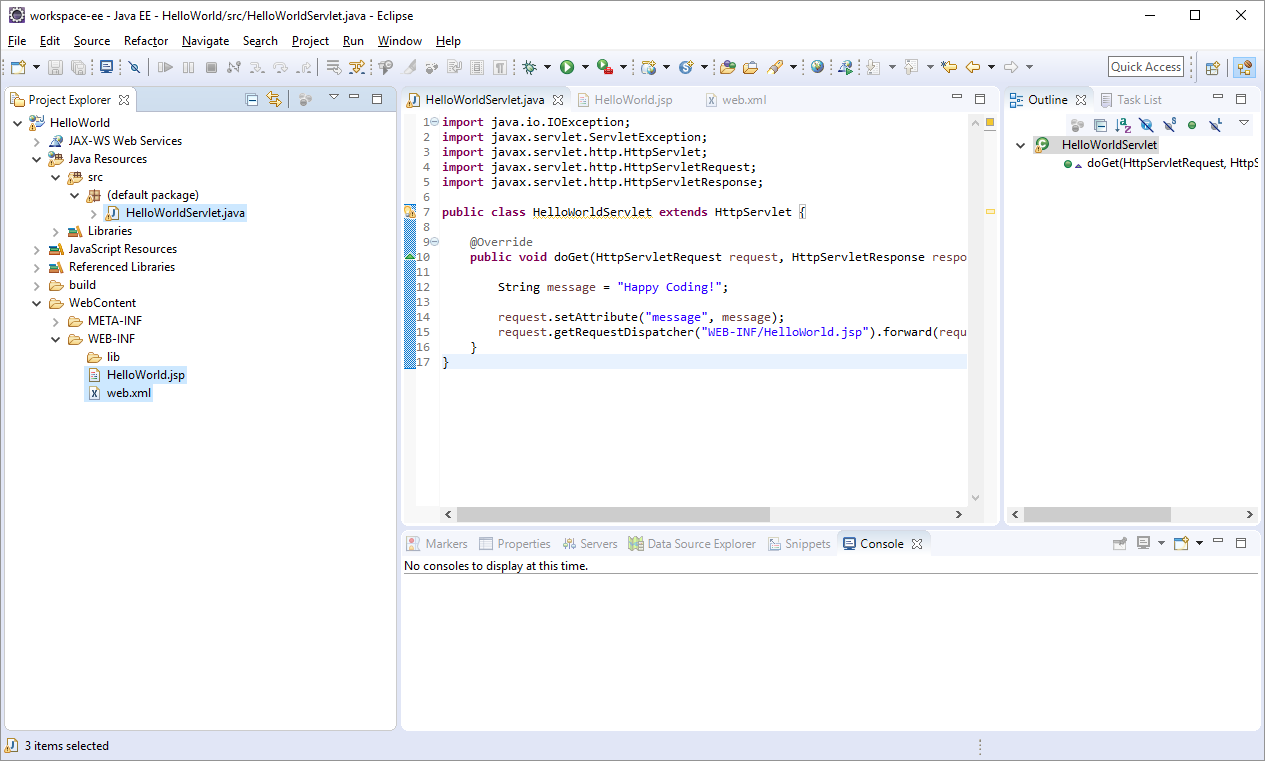 workspace-ee - Java EE - HelloWorld/src/HelloWorldServlet.java - Eclipse
File Edit Source Refactor Navigate Search Project Run Window Help
Quick Access
Project Explorer
HelloWorld
JAX-WS Web Services
Java Resources
src
(default package)
HelloWorldServlet.java
Libraries
JavaScript Resources
Referenced Libraries
build
WebContent
META-INF
WEB-INF
lib
HelloWorld.jsp
web.xml
HelloWorldServlet.java HelloWorld.jsp web.xml
1 import java.io.IOException;
2 import javax.servlet.ServletException;
3 import javax.servlet.http.HttpServlet;
4 import javax.servlet.http.HttpServletRequest;
5 import javax.servlet.http.HttpServletResponse;
6
7 public class HelloWorldServlet extends HttpServlet {
8
9 @Override
10 public void doGet(HttpServletRequest request, HttpServletResponse respo
11
12 String message = "Happy Coding!";
13
14 request.setAttribute("message", message);
15 request.getRequestDispatcher("WEB-INF/HelloWorld.jsp").forward(requ
16 }
17 }
Outline Task List
HelloWorldServlet
doGet(HttpServletRequest, HttpS
Markers Properties Servers Data Source Explorer Snippets Console
No consoles to display at this time.
3 items selected